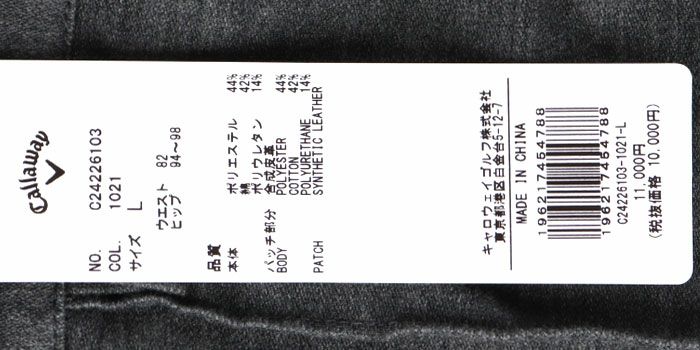 Callaway
NO. C24226103
COL. 1021
サイズ L
ウエスト 82
ヒップ 94～98
品質
本体 ポリエステル 44%
綿 42%
ポリウレタン 14%
パッチ部分 合成皮革
BODY POLYESTER 44%
COTTON 42%
POLYURETHANE 14%
PATCH SYNTHETIC LEATHER
キャロウェイゴルフ株式会社
東京都港区白金台5-12-7
MADE IN CHINA
196217454788
196217454788
C24226103-1021-L
11,000円
(税抜価格 10,000円)